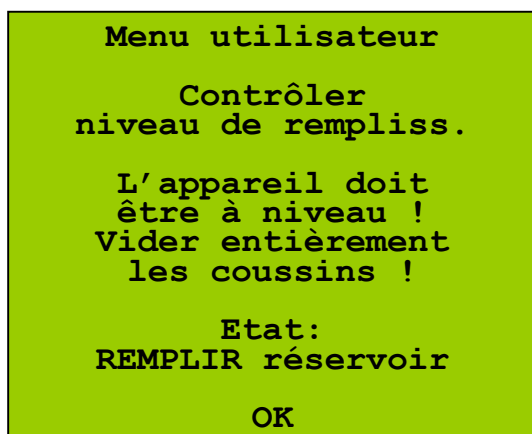 Menu utilisateur
Contrôler
niveau de rempliss.
L'appareil doit
être à niveau !
Vider entièrement
les coussins !
Etat:
REMPLIR réservoir
OK